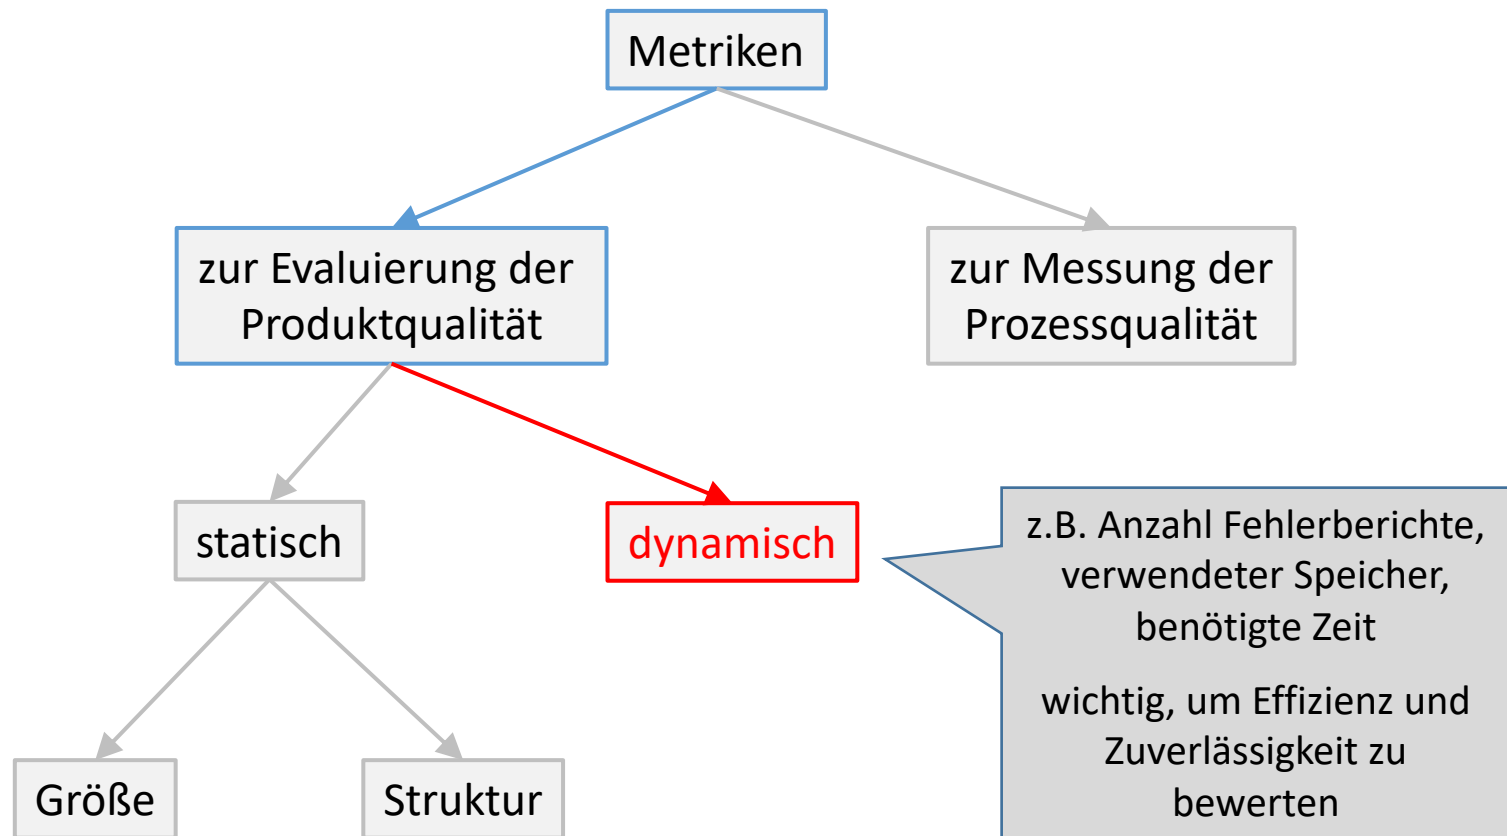 Metriken
zur Evaluierung der
Produktqualität
zur Messung der
Prozessqualität
statisch
dynamisch
z.B. Anzahl Fehlerberichte,
verwendeter Speicher,
benötigte Zeit
wichtig, um Effizienz und
Zuverlässigkeit zu
bewerten
Größe
Struktur